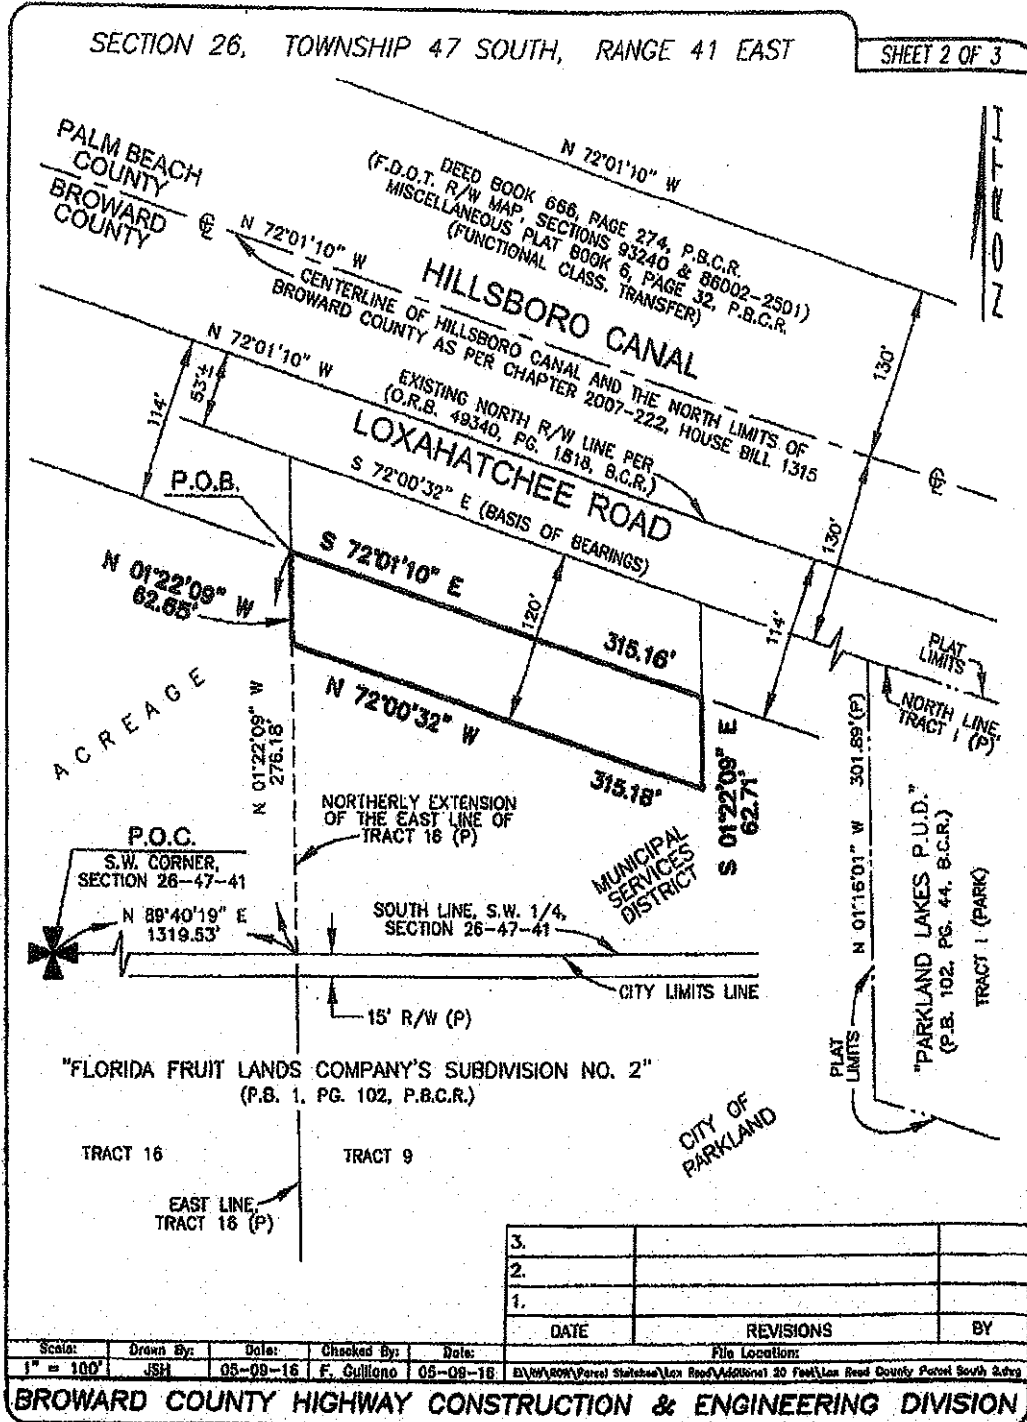 SECTION 26, TOWNSHIP 47 SOUTH, RANGE 41 EAST
SHEET 2 OF 3
NORTH
PALM BEACH
COUNTY
BROWARD
COUNTY
N 72°01'10" W
DEED BOOK 656, PAGE 274, P.B.C.R.
(F.D.O.T. R/W MAP, SECTIONS 93240 & 86002-2501)
MISCELLANEOUS PLAT BOOK 6, PAGE 32, P.B.C.R.
(FUNCTIONAL CLASS. TRANSFER)
N 72°01'10" W
HILLSBORO CANAL
CENTERLINE OF HILLSBORO CANAL AND THE NORTH LIMITS OF
BROWARD COUNTY AS PER CHAPTER 2007-222, HOUSE BILL 1315
130'
N 72°01'10" W
EXISTING NORTH R/W LINE PER
(O.R.B. 49340, PG. 1818, B.C.R.)
LOXAHATCHEE ROAD
S 72°00'32" E (BASIS OF BEARINGS)
114'
53'±
130'
P.O.B.
S 72°01'10" E
315.16'
120'
114'
N 01°22'09" W
62.65'
N 72°00'32" W
315.18'
S 01°22'09" E
62.71'
PLAT
LIMITS
NORTH LINE,
TRACT 1 (P)
ACREAGE
N 01°22'09" W
276.18'
N 01°16'01" W 301.89'(P)
NORTHERLY EXTENSION
OF THE EAST LINE OF
TRACT 16 (P)
"PARKLAND LAKES P.U.D."
(P.B. 102, PG. 44, B.C.R.)
TRACT 1 (PARK)
P.O.C.
S.W. CORNER,
SECTION 26-47-41
N 89°40'19" E
1319.53'
SOUTH LINE, S.W. 1/4,
SECTION 26-47-41
MUNICIPAL
SERVICES
DISTRICT
CITY LIMITS LINE
15' R/W (P)
PLAT
LIMITS
"FLORIDA FRUIT LANDS COMPANY'S SUBDIVISION NO. 2"
(P.B. 1, PG. 102, P.B.C.R.)
CITY OF
PARKLAND
TRACT 16
TRACT 9
EAST LINE,
TRACT 16 (P)
3.
2.
1.
DATE REVISIONS BY
Scale: Drawn By: Date: Checked By: Date: File Location:
1" = 100' JSH 05-09-16 F. Guiliano 05-09-16
BROWARD COUNTY HIGHWAY CONSTRUCTION & ENGINEERING DIVISION